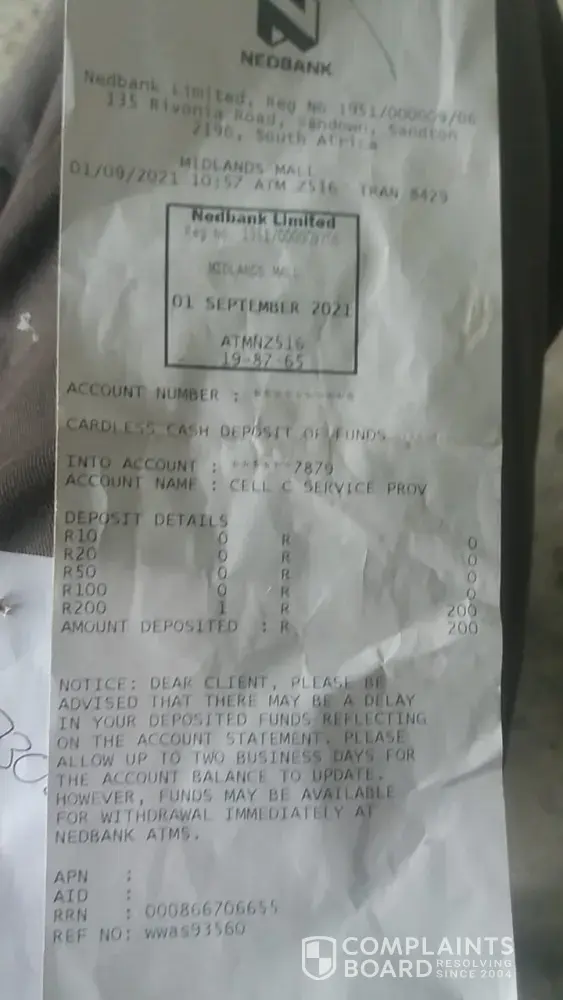 NEDBANK
Nedbank Limited, Reg No 1951/000009/06
135 Rivonia Road, Sandown, Sandton
2196, South Africa
MIDLANDS MALL
01/09/2021 10:57 ATM Z516 TRAN 8429
Nedbank Limited
Reg No 1951/000009/06
MIDLANDS MALL
01 SEPTEMBER 2021
ATMNZ516
19-87-65
ACCOUNT NUMBER : **********
CARDLESS CASH DEPOSIT OF FUNDS
INTO ACCOUNT : ******7879
ACCOUNT NAME : CELL C SERVICE PROV
DEPOSIT DETAILS
R10 0 R 0
R20 0 R 0
R50 0 R 0
R100 0 R 0
R200 1 R 200
AMOUNT DEPOSITED : R 200
NOTICE: DEAR CLIENT, PLEASE BE
ADVISED THAT THERE MAY BE A DELAY
IN YOUR DEPOSITED FUNDS REFLECTING
ON THE ACCOUNT STATEMENT. PLEASE
ALLOW UP TO TWO BUSINESS DAYS FOR
THE ACCOUNT BALANCE TO UPDATE.
HOWEVER, FUNDS MAY BE AVAILABLE
FOR WITHDRAWAL IMMEDIATELY AT
NEDBANK ATMS.
APN :
AID :
RRN : 000866706655
REF NO: wwas93560
COMPLAINTS
BOARD RESOLVING
SINCE 2004